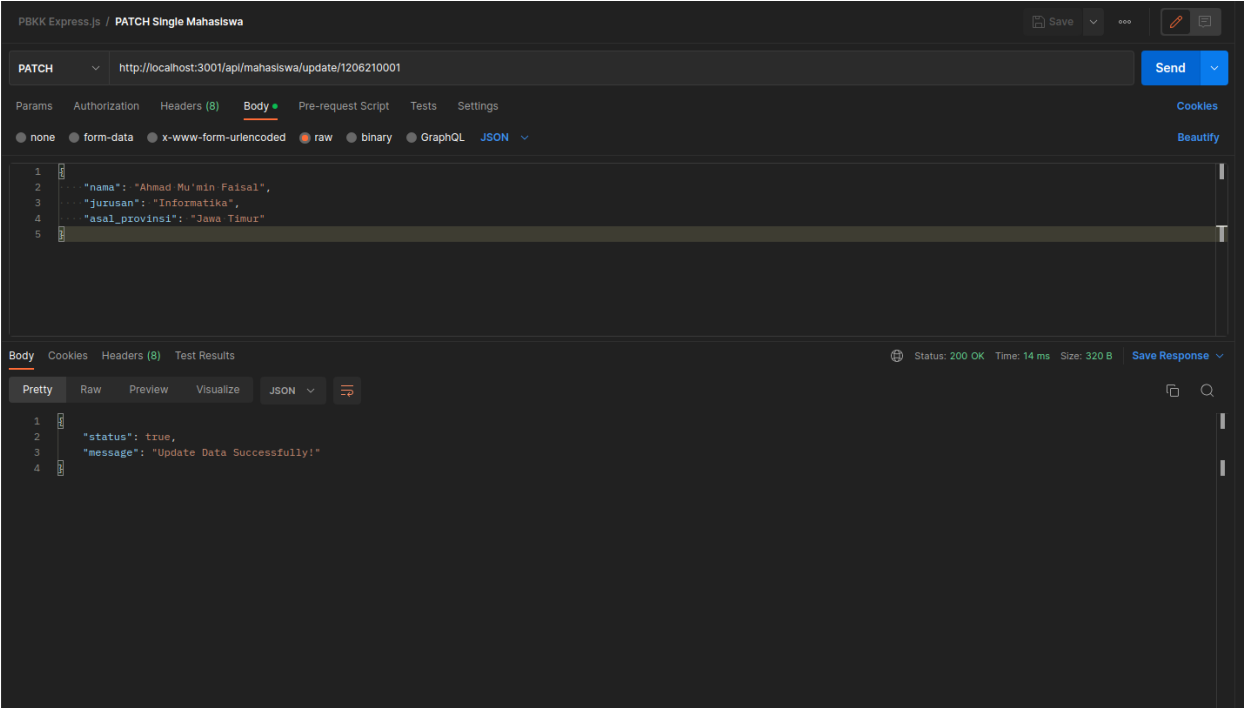 PBKK Express.js / PATCH Single Mahasiswa
Save
PATCH http://localhost:3001/api/mahasiswa/update/1206210001 Send
Params Authorization Headers (8) Body Pre-request Script Tests Settings Cookies
none form-data x-www-form-urlencoded raw binary GraphQL JSON Beautify
1 {
2 "nama": "Ahmad Mu'min Faisal",
3 "jurusan": "Informatika",
4 "asal_provinsi": "Jawa Timur"
5 }
Body Cookies Headers (8) Test Results Status: 200 OK Time: 14 ms Size: 320 B Save Response
Pretty Raw Preview Visualize JSON
1 {
2 "status": true,
3 "message": "Update Data Successfully!"
4 }